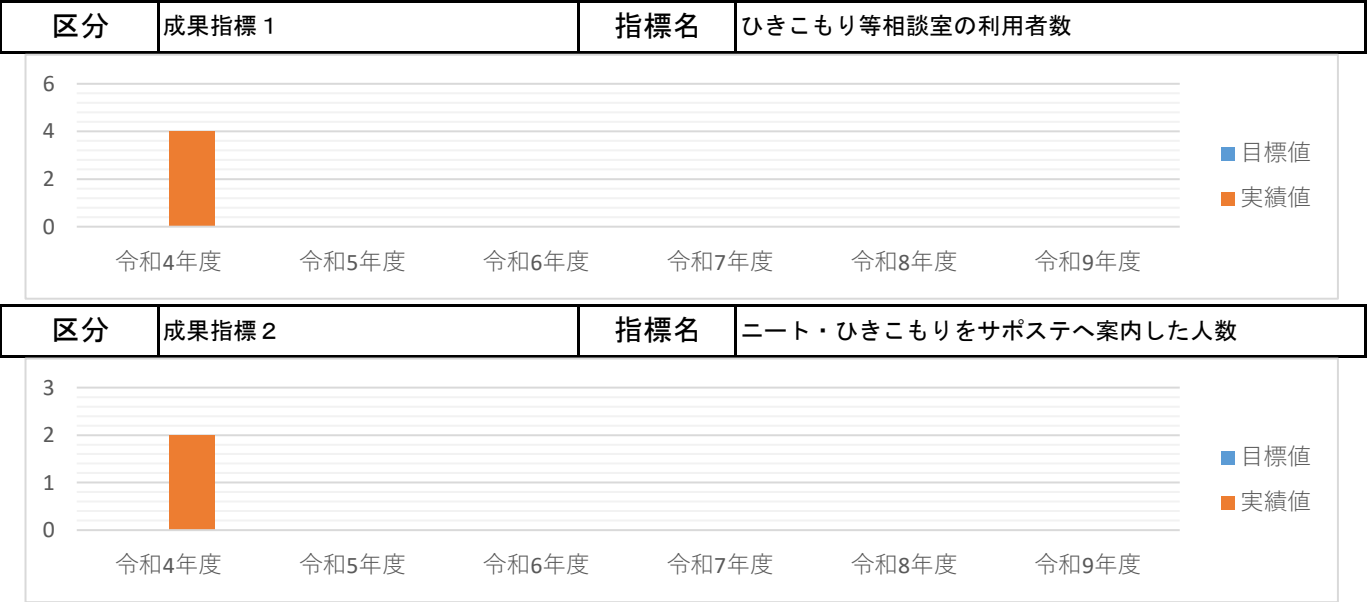 区分 成果指標１ 指標名 ひきこもり等相談室の利用者数
6
4
2
0
令和4年度 令和5年度 令和6年度 令和7年度 令和8年度 令和9年度
目標値
実績値
区分 成果指標２ 指標名 ニート・ひきこもりをサポステへ案内した人数
3
2
1
0
令和4年度 令和5年度 令和6年度 令和7年度 令和8年度 令和9年度
目標値
実績値